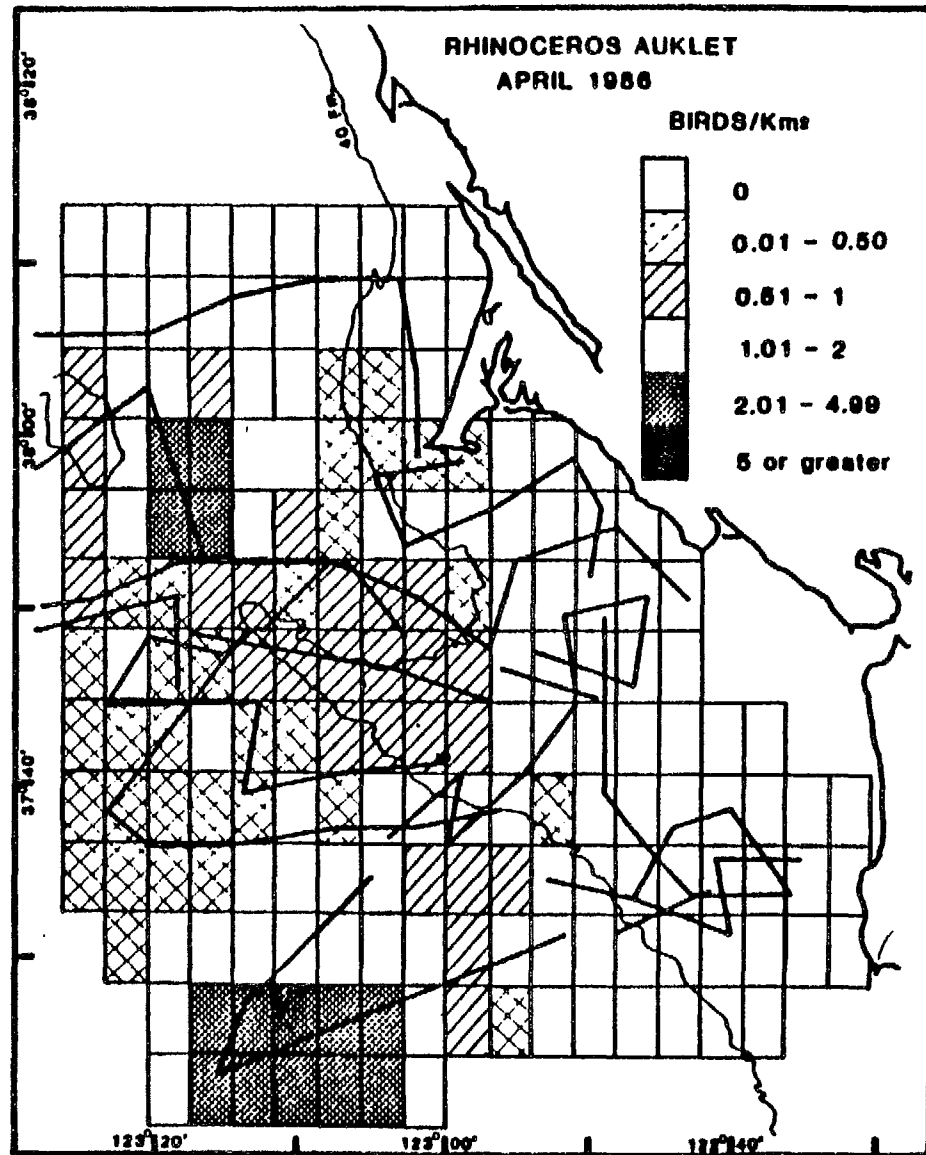 RHINOCEROS AUKLET
APRIL 1986
BIRDS/Km²
0
0.01 - 0.50
0.51 - 1
1.01 - 2
2.01 - 4.99
5 or greater
40 Fm.
38°20'
38°00'
37°40'
123°20'
123°00'
122°40'